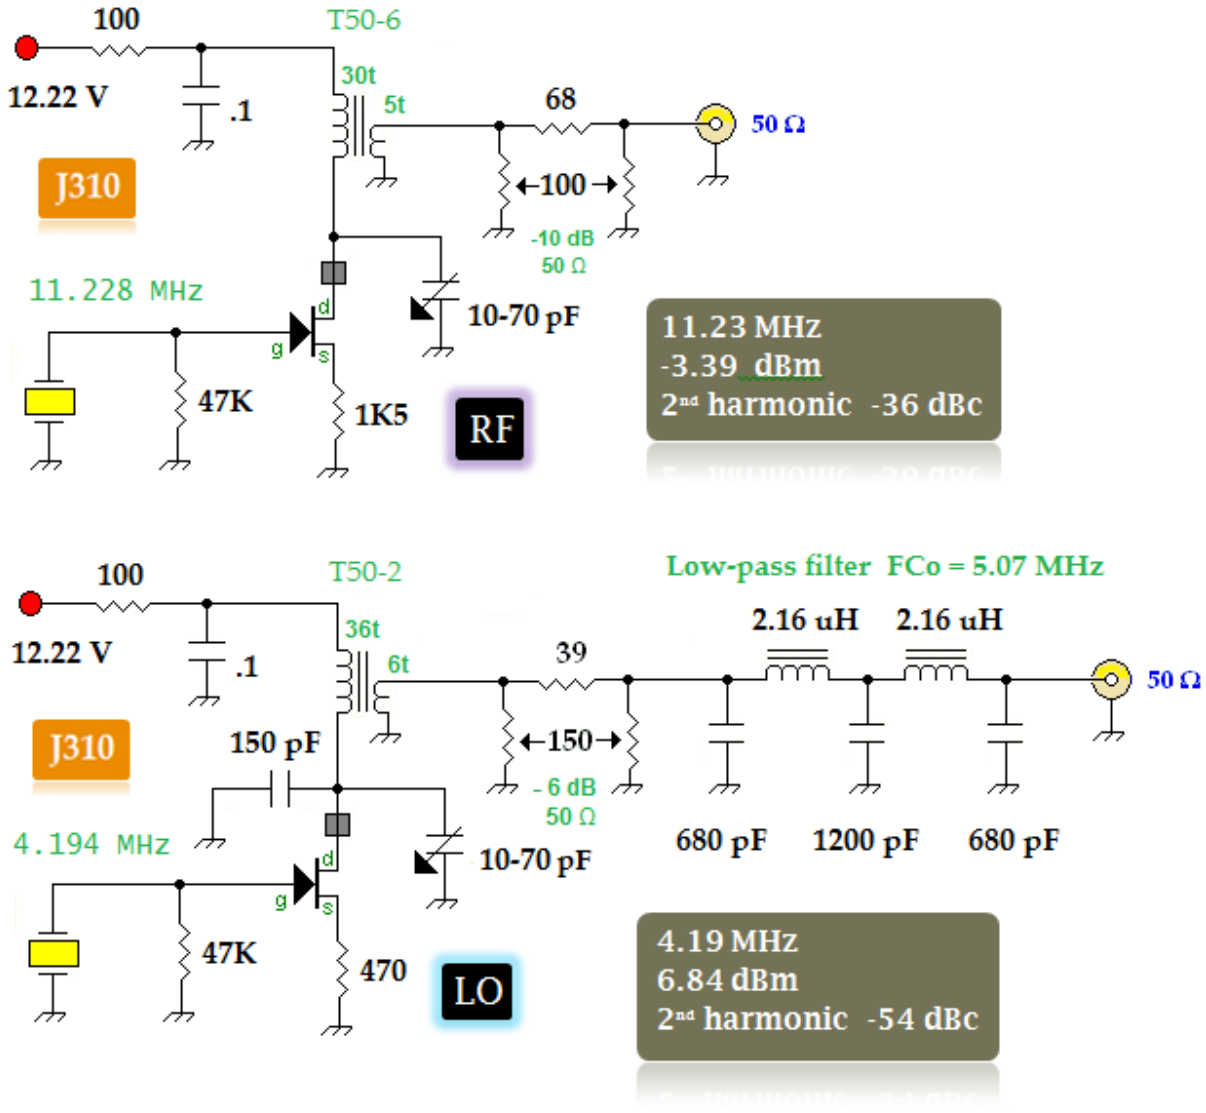 100
T50-6
12.22 V
.1
30t
5t
68
50 Ω
J310
100
-10 dB
50 Ω
11.228 MHz
d
g
s
10-70 pF
47K
1K5
RF
11.23 MHz
-3.39 dBm
2nd harmonic -36 dBc
100
T50-2
Low-pass filter FCo = 5.07 MHz
12.22 V
.1
36t
6t
39
2.16 uH
2.16 uH
50 Ω
J310
150 pF
150
- 6 dB
50 Ω
4.194 MHz
d
g
s
10-70 pF
680 pF
1200 pF
680 pF
47K
470
LO
4.19 MHz
6.84 dBm
2nd harmonic -54 dBc